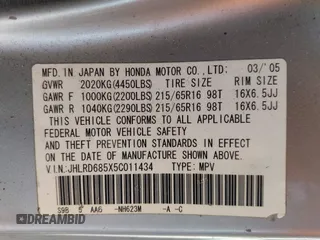 MFD. IN JAPAN BY HONDA MOTOR CO., LTD: 03/'05
GVWR 2020KG(4450LBS) TIRE SIZE RIM SIZE
GAWR F 1000KG(2200LBS) 215/65R16 98T 16X6.5JJ
GAWR R 1040KG(2290LBS) 215/65R16 98T 16X6.5JJ
THIS VEHICLE CONFORMS TO ALL APPLICABLE
FEDERAL MOTOR VEHICLE SAFETY
AND THEFT PREVENTION STANDARDS IN EFFECT
ON THE DATE OF MANUFACTURE SHOWN ABOVE.
V.I.N.:JHLRD685X5C011434 TYPE: MPV
S9B 5 AA6 -NH623M -A -C
DREAMBID